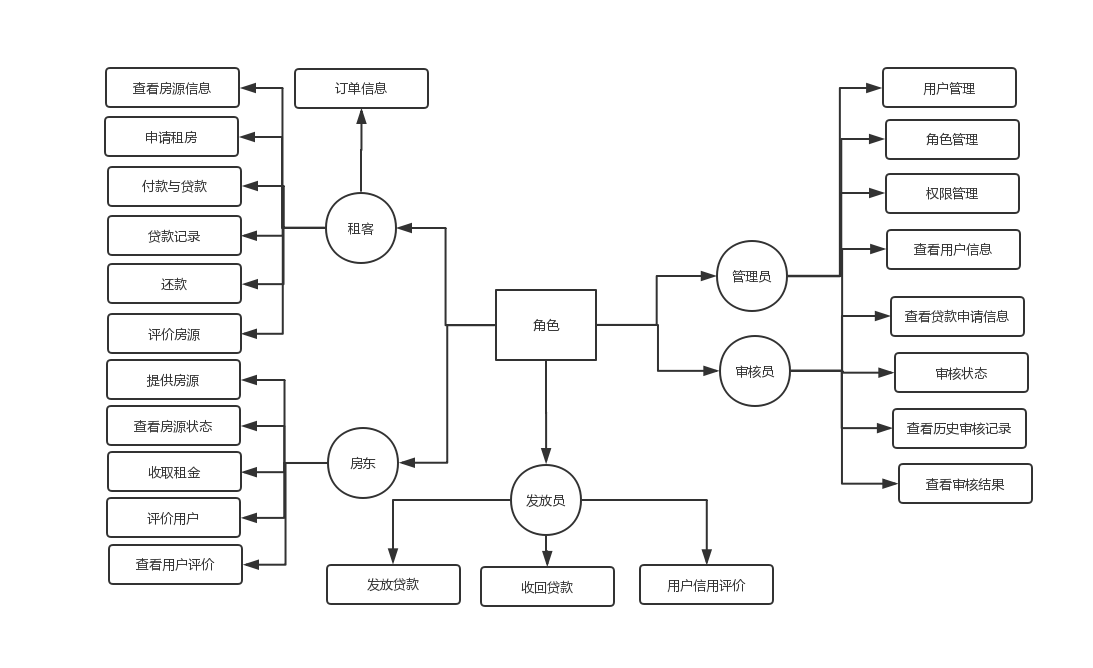 查看房源信息
订单信息
申请租房
付款与贷款
贷款记录
还款
评价房源
租客
提供房源
查看房源状态
收取租金
评价用户
查看用户评价
房东
角色
发放员
发放贷款
收回贷款
用户信用评价
管理员
审核员
用户管理
角色管理
权限管理
查看用户信息
查看贷款申请信息
审核状态
查看历史审核记录
查看审核结果